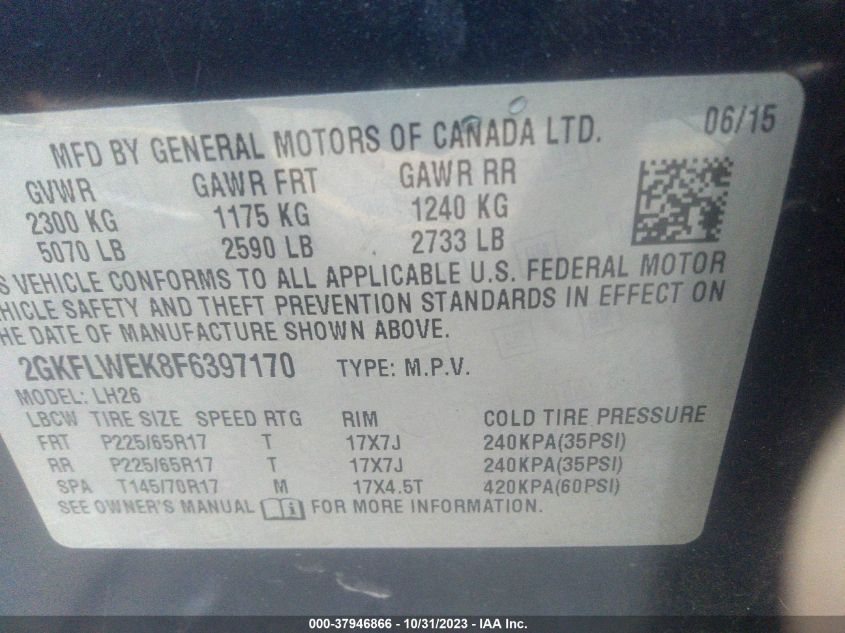 MFD BY GENERAL MOTORS OF CANADA LTD. 06/15
GVWR GAWR FRT GAWR RR
2300 KG 1175 KG 1240 KG
5070 LB 2590 LB 2733 LB
S VEHICLE CONFORMS TO ALL APPLICABLE U.S. FEDERAL MOTOR
HICLE SAFETY AND THEFT PREVENTION STANDARDS IN EFFECT ON
HE DATE OF MANUFACTURE SHOWN ABOVE.
2GKFLWEK8F6397170 TYPE: M.P.V.
MODEL: LH26
LBCW TIRE SIZE SPEED RTG RIM COLD TIRE PRESSURE
FRT P225/65R17 T 17X7J 240KPA(35PSI)
RR P225/65R17 T 17X7J 240KPA(35PSI)
SPA T145/70R17 M 17X4.5T 420KPA(60PSI)
SEE OWNER'S MANUAL FOR MORE INFORMATION.
000-37946866 - 10/31/2023 - IAA Inc.